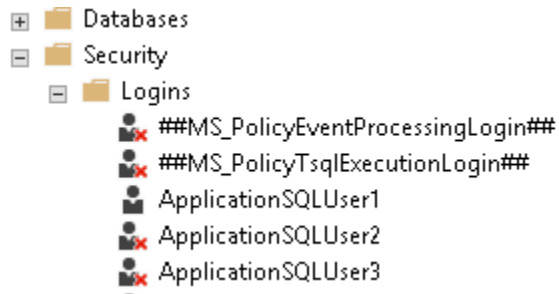 Databases
Security
Logins
##MS_PolicyEventProcessingLogin##
##MS_PolicyTsqlExecutionLogin##
ApplicationSQLUser1
ApplicationSQLUser2
ApplicationSQLUser3